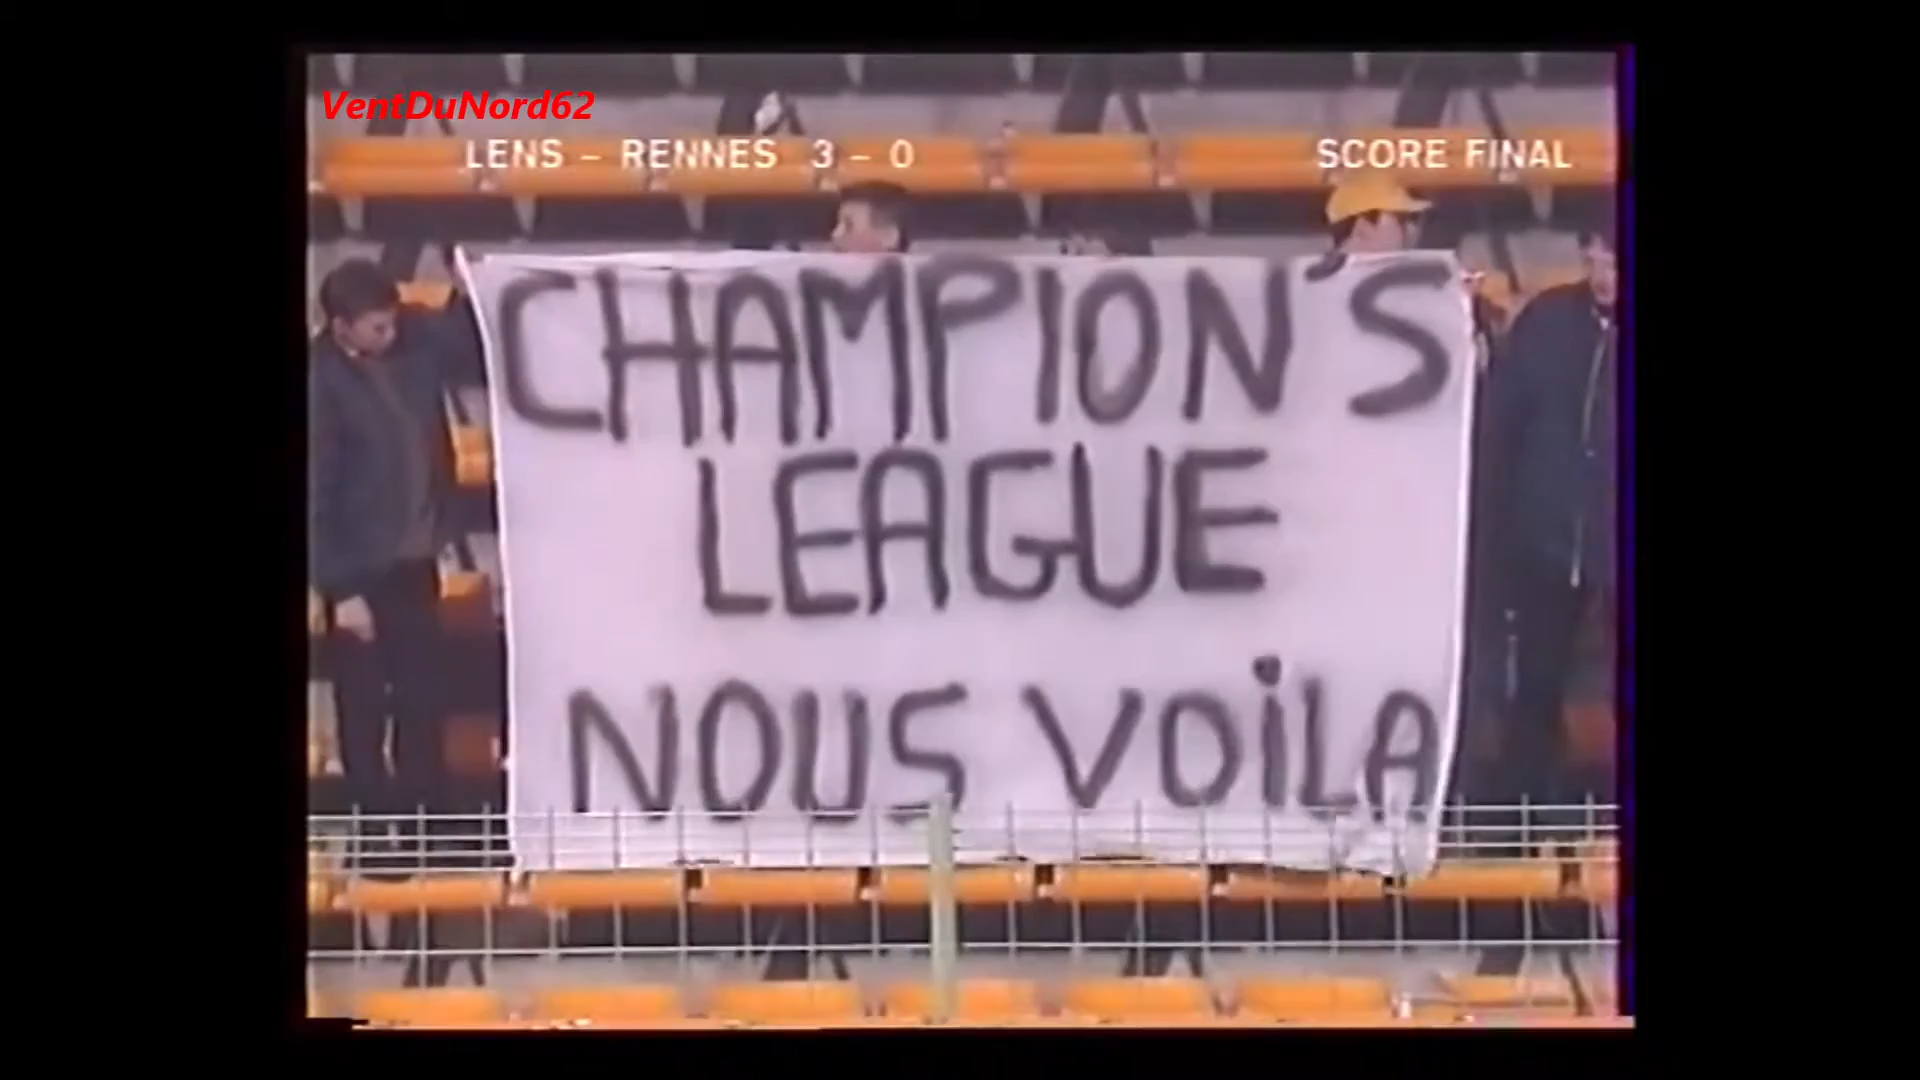 VentDuNord62
LENS - RENNES 3 - 0 SCORE FINAL
CHAMPION'S
LEAGUE
NOUS VOiLA